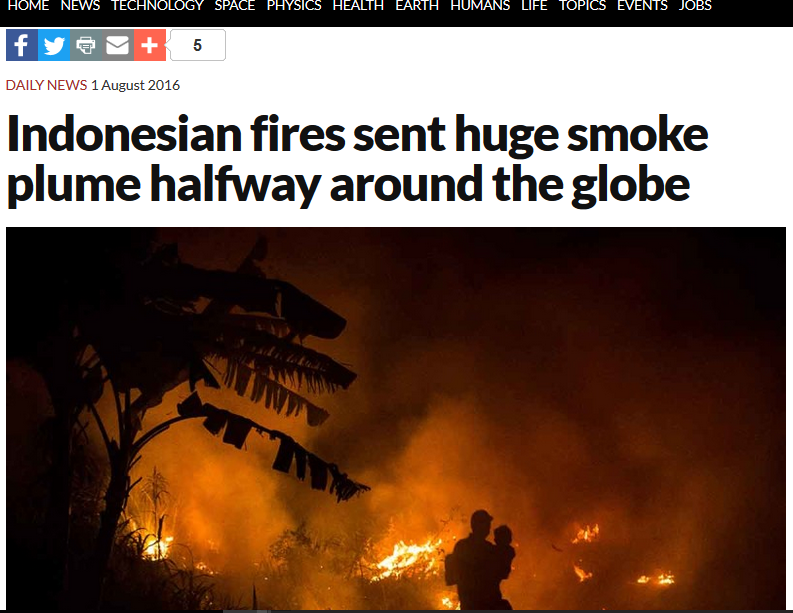 HOME NEWS TECHNOLOGY SPACE PHYSICS HEALTH EARTH HUMANS LIFE TOPICS EVENTS JOBS
5
DAILY NEWS 1 August 2016
Indonesian fires sent huge smoke
plume halfway around the globe